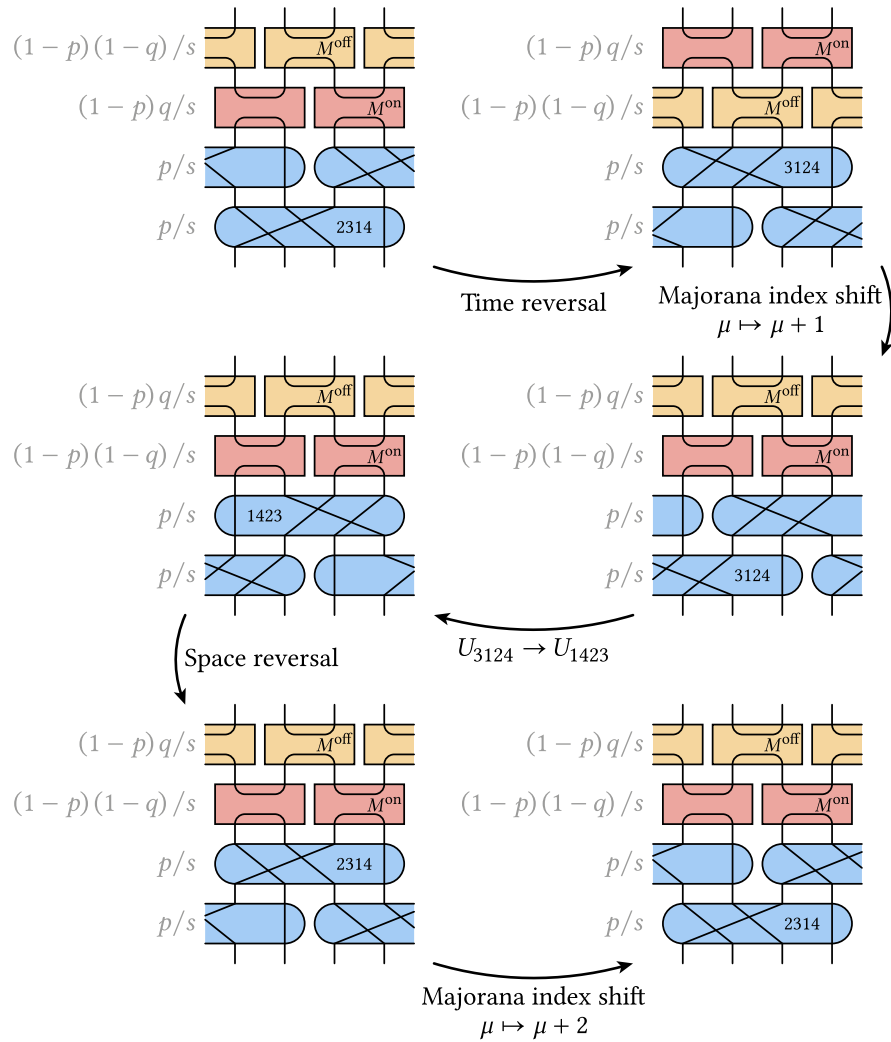 (1−p)(1−q)/s M^off
(1−p)q/s M^on
p/s
p/s 2314
(1−p)q/s M^on
(1−p)(1−q)/s M^off
p/s 3124
p/s
Time reversal
Majorana index shift
μ ↦ μ + 1
(1−p)q/s M^off
(1−p)(1−q)/s M^on
p/s
p/s 3124
U_3124 → U_1423
(1−p)q/s M^off
(1−p)(1−q)/s M^on
p/s 1423
p/s
Space reversal
(1−p)q/s M^off
(1−p)(1−q)/s M^on
p/s 2314
p/s
Majorana index shift
μ ↦ μ + 2
(1−p)q/s M^off
(1−p)(1−q)/s M^on
p/s
p/s 2314